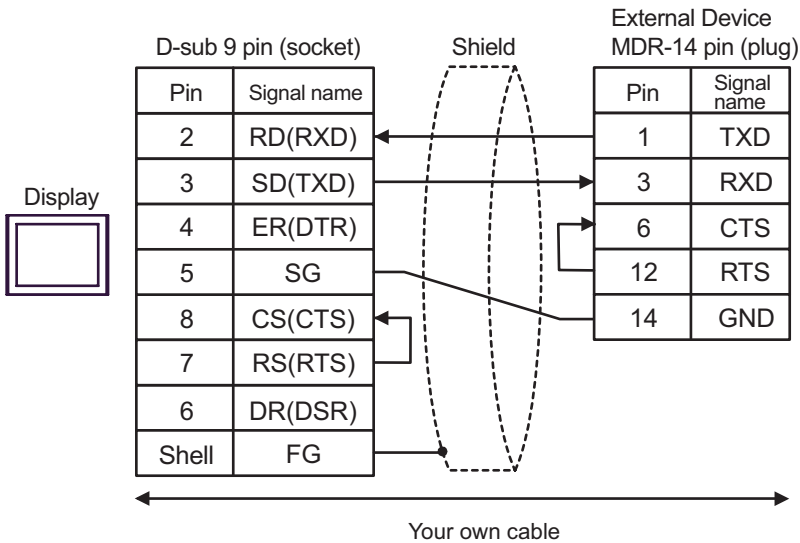 External Device
D-sub 9 pin (socket) Shield MDR-14 pin (plug)
Pin Signal name Pin Signal name
2 RD(RXD) 1 TXD
3 SD(TXD) 3 RXD
Display
4 ER(DTR) 6 CTS
5 SG 12 RTS
8 CS(CTS) 14 GND
7 RS(RTS)
6 DR(DSR)
Shell FG
Your own cable